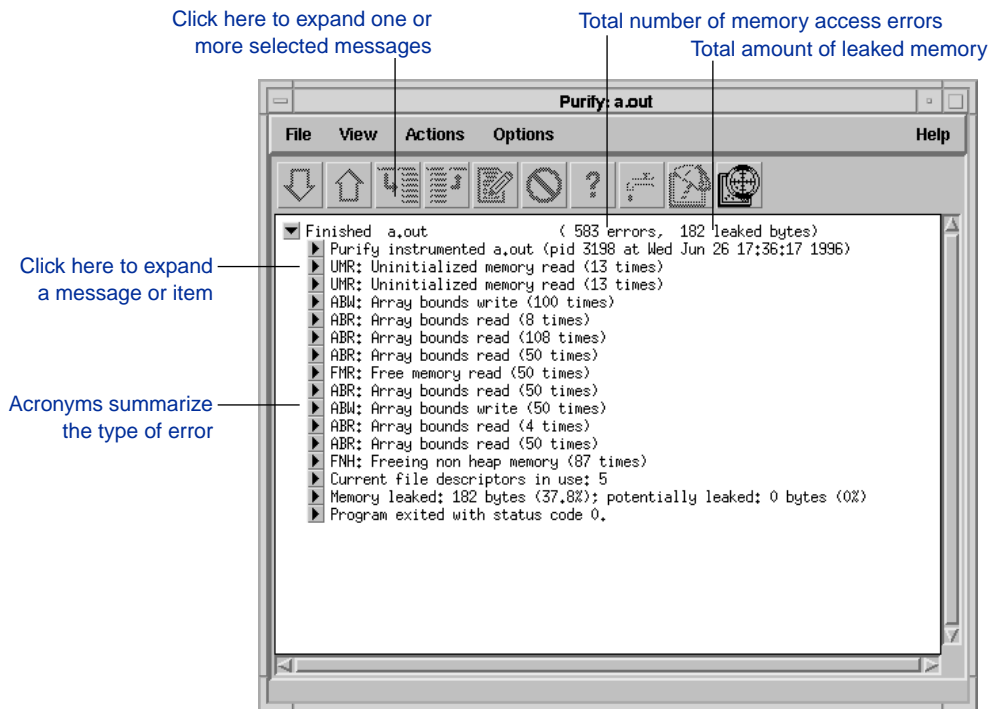 Click here to expand one or
more selected messages
Total number of memory access errors
Total amount of leaked memory
Purify: a.out
File View Actions Options Help
?
Finished a.out ( 583 errors, 182 leaked bytes)
Purify instrumented a.out (pid 3198 at Wed Jun 26 17:36:17 1996)
Click here to expand
a message or item
UMR: Uninitialized memory read (13 times)
UMR: Uninitialized memory read (13 times)
ABW: Array bounds write (100 times)
ABR: Array bounds read (8 times)
ABR: Array bounds read (108 times)
ABR: Array bounds read (50 times)
FMR: Free memory read (50 times)
ABR: Array bounds read (50 times)
Acronyms summarize
the type of error
ABW: Array bounds write (50 times)
ABR: Array bounds read (4 times)
ABR: Array bounds read (50 times)
FNH: Freeing non heap memory (87 times)
Current file descriptors in use: 5
Memory leaked: 182 bytes (37.8%); potentially leaked: 0 bytes (0%)
Program exited with status code 0.